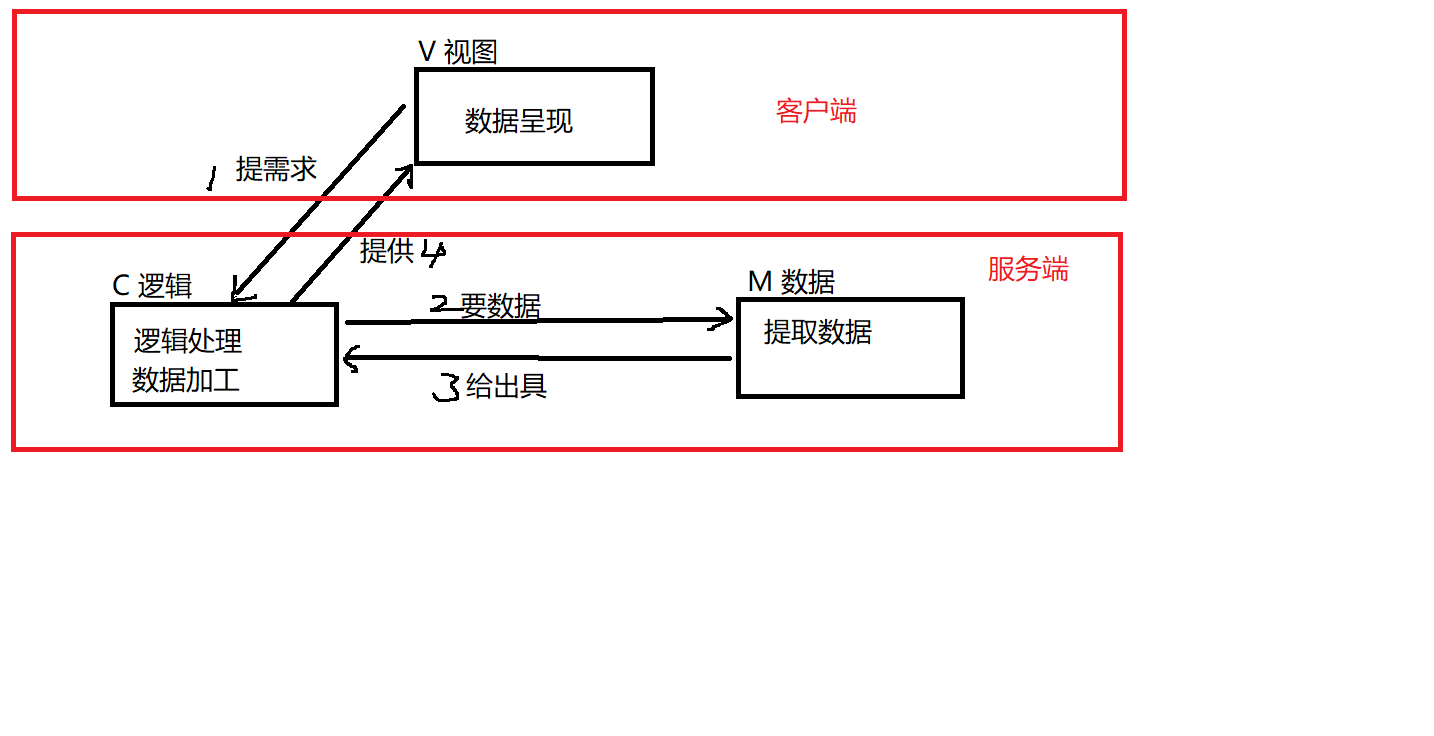 V 视图
数据呈现
客户端
1 提需求
提供 4
C 逻辑
逻辑处理
数据加工
2 要数据
3 给出具
M 数据
提取数据
服务端